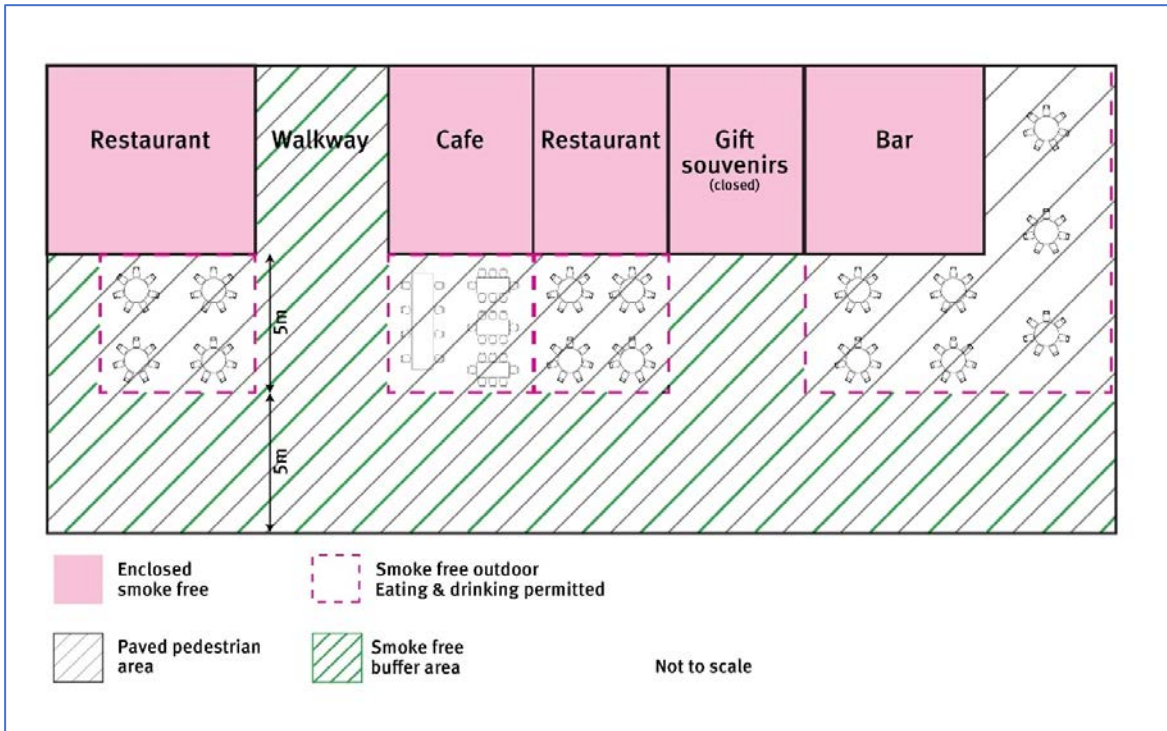 Restaurant
Walkway
Cafe
Restaurant
Gift
souvenirs
(closed)
Bar
5m
5m
Enclosed
smoke free
Smoke free outdoor
Eating & drinking permitted
Paved pedestrian
area
Smoke free
buffer area
Not to scale